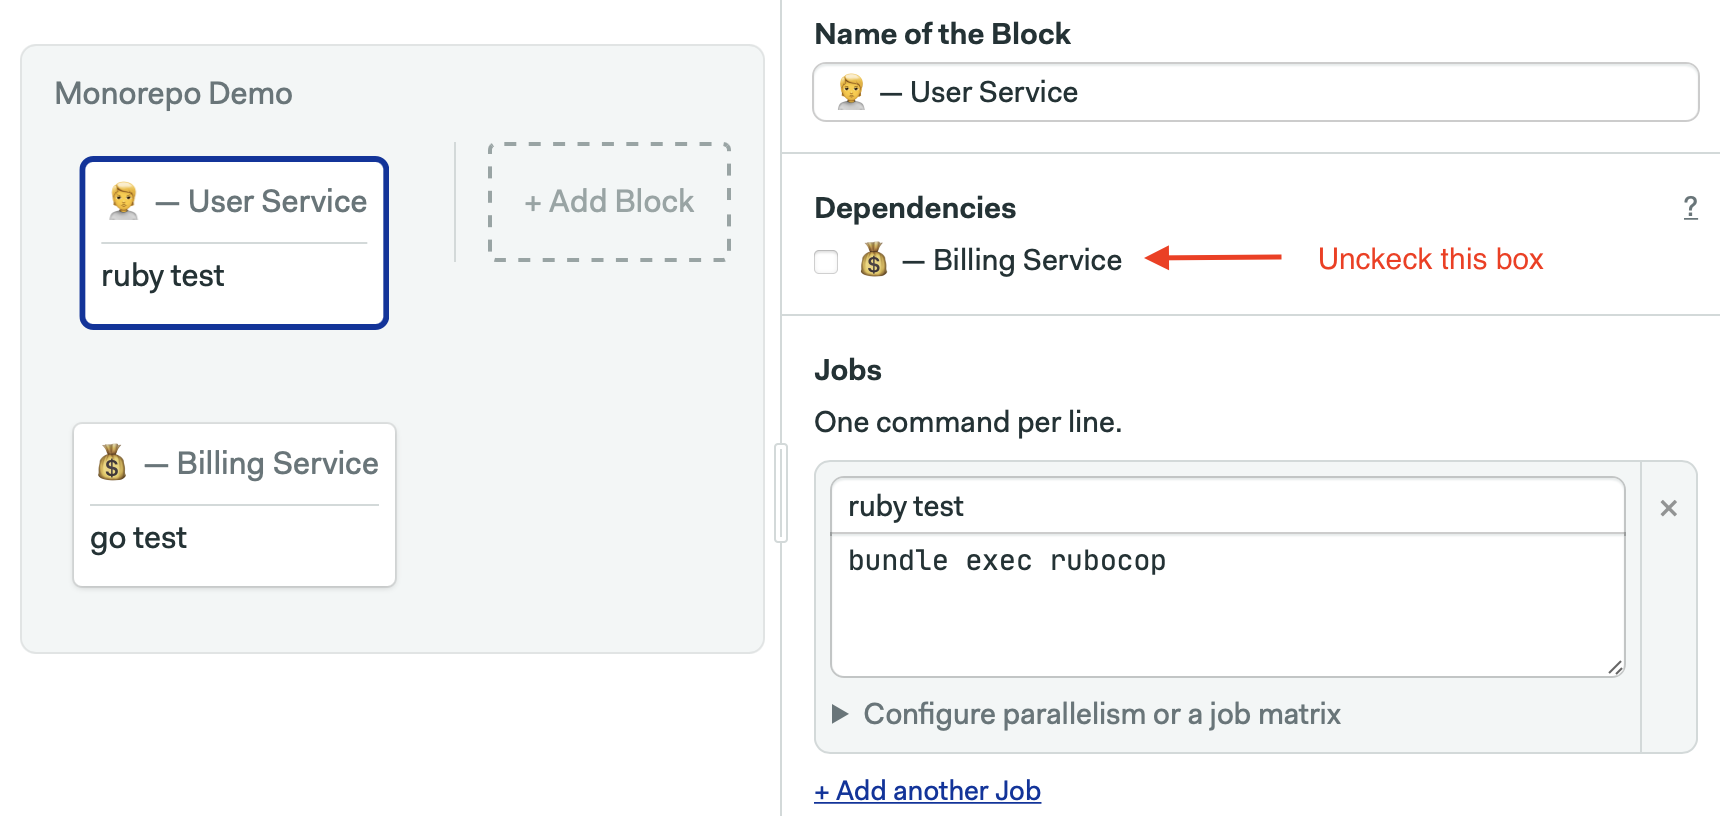 Monorepo Demo
— User Service
ruby test
+ Add Block
— Billing Service
go test
Name of the Block
— User Service
Dependencies
?
— Billing Service
Unckeck this box
Jobs
One command per line.
ruby test
bundle exec rubocop
Configure parallelism or a job matrix
+ Add another Job